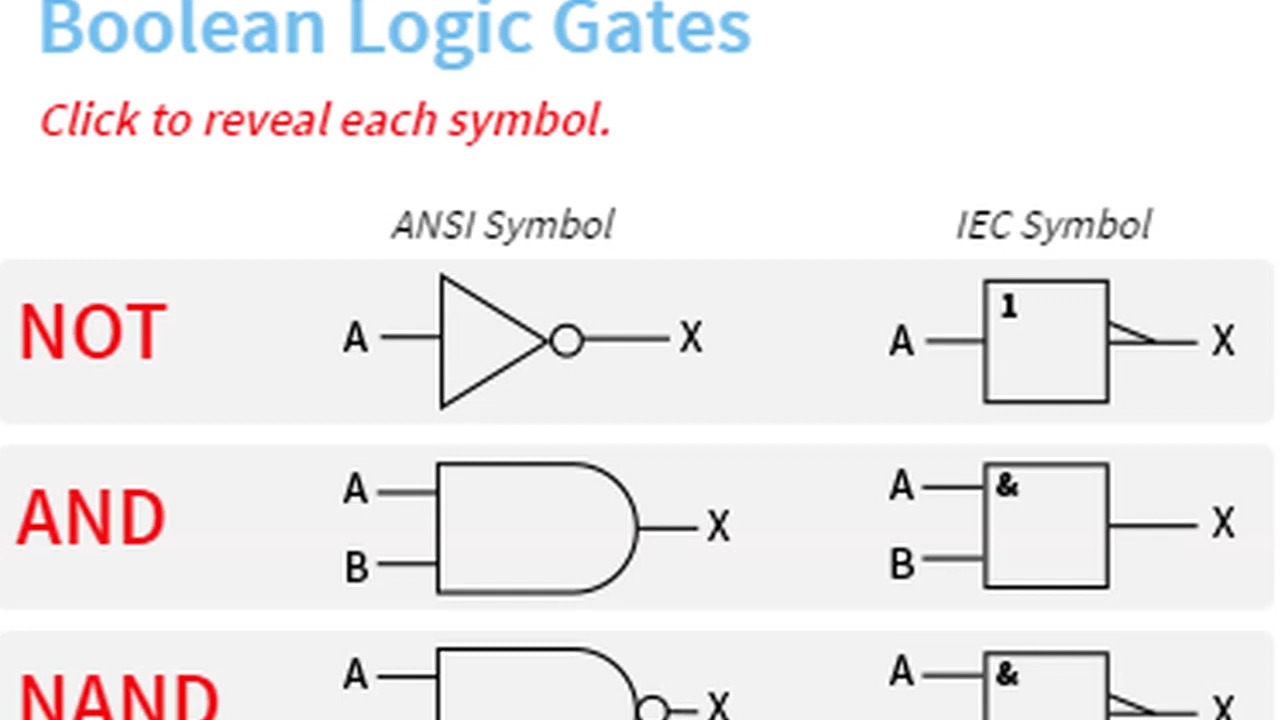 Boolean Logic Gates
Click to reveal each symbol.
ANSI Symbol IEC Symbol
NOT A X A 1 X
AND A B X A B & X
NAND A X A & X